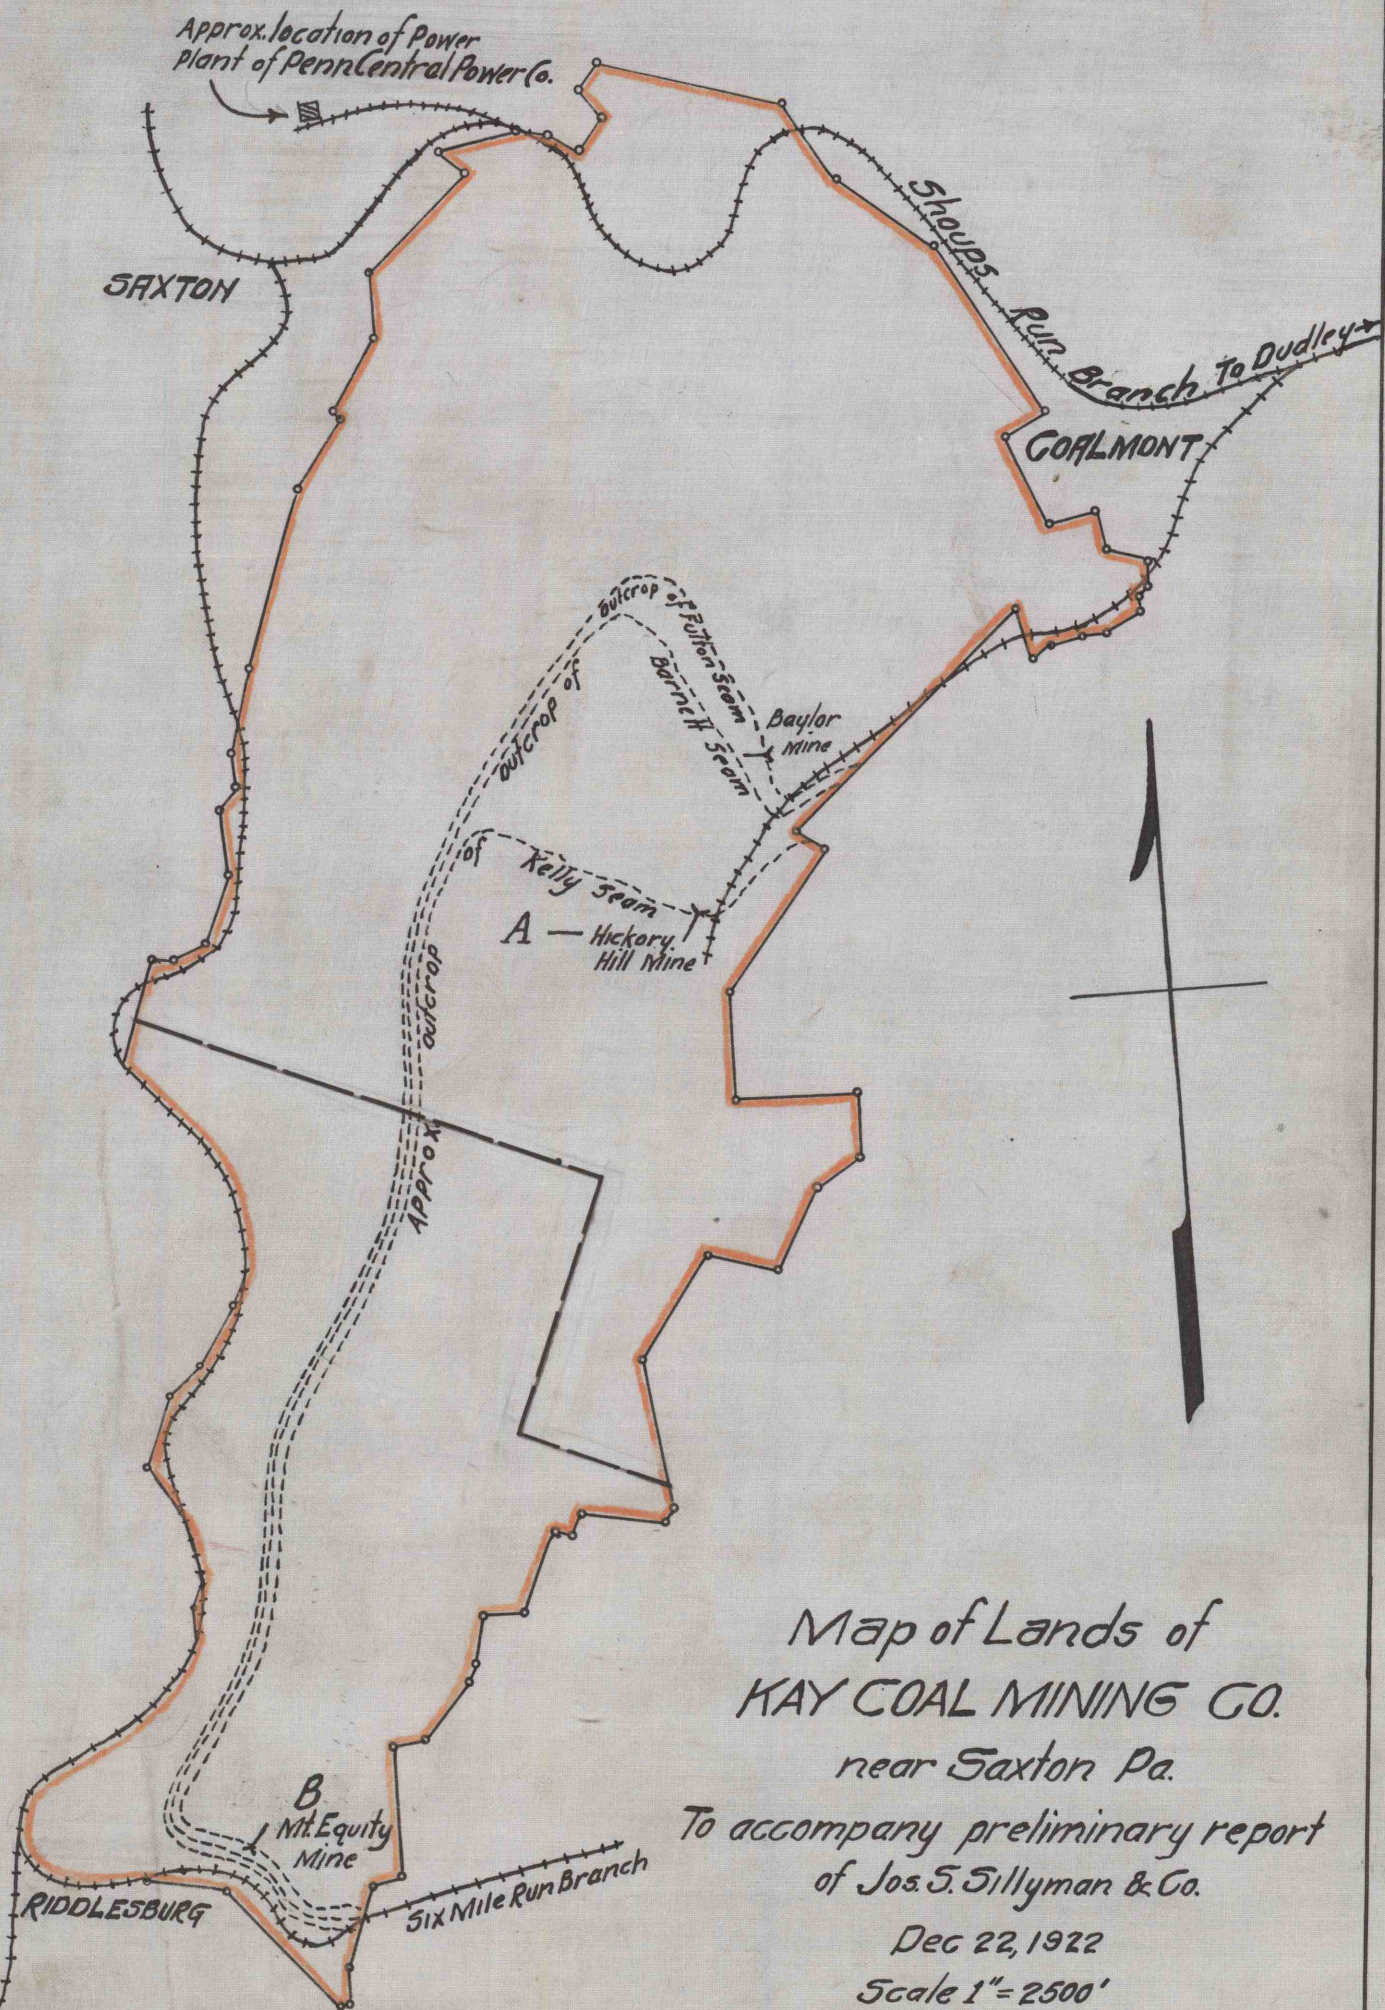 Approx. location of Power
Plant of Penn Central Power Co.
SAXTON
Shoups Run Branch To Dudley
COALMONT
Outcrop of Fulton Seam
Outcrop of Barnett Seam
Baylor
Mine
Approx outcrop of Kelly Seam
A — Hickory
Hill Mine
B
Mt. Equity
Mine
RIDDLESBURG
Six Mile Run Branch
Map of Lands of
KAY COAL MINING CO.
near Saxton Pa.
To accompany preliminary report
of Jos. S. Sillyman & Co.
Dec 22, 1922
Scale 1" = 2500'